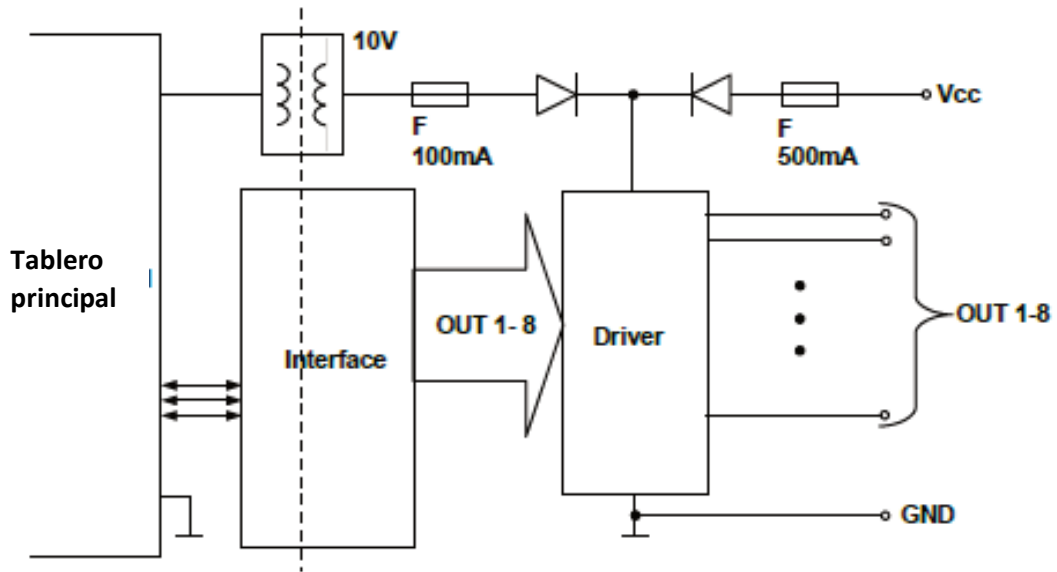 10V
Vcc
F
100mA
F
500mA
Tablero
principal
Interface
OUT 1- 8
Driver
OUT 1-8
GND